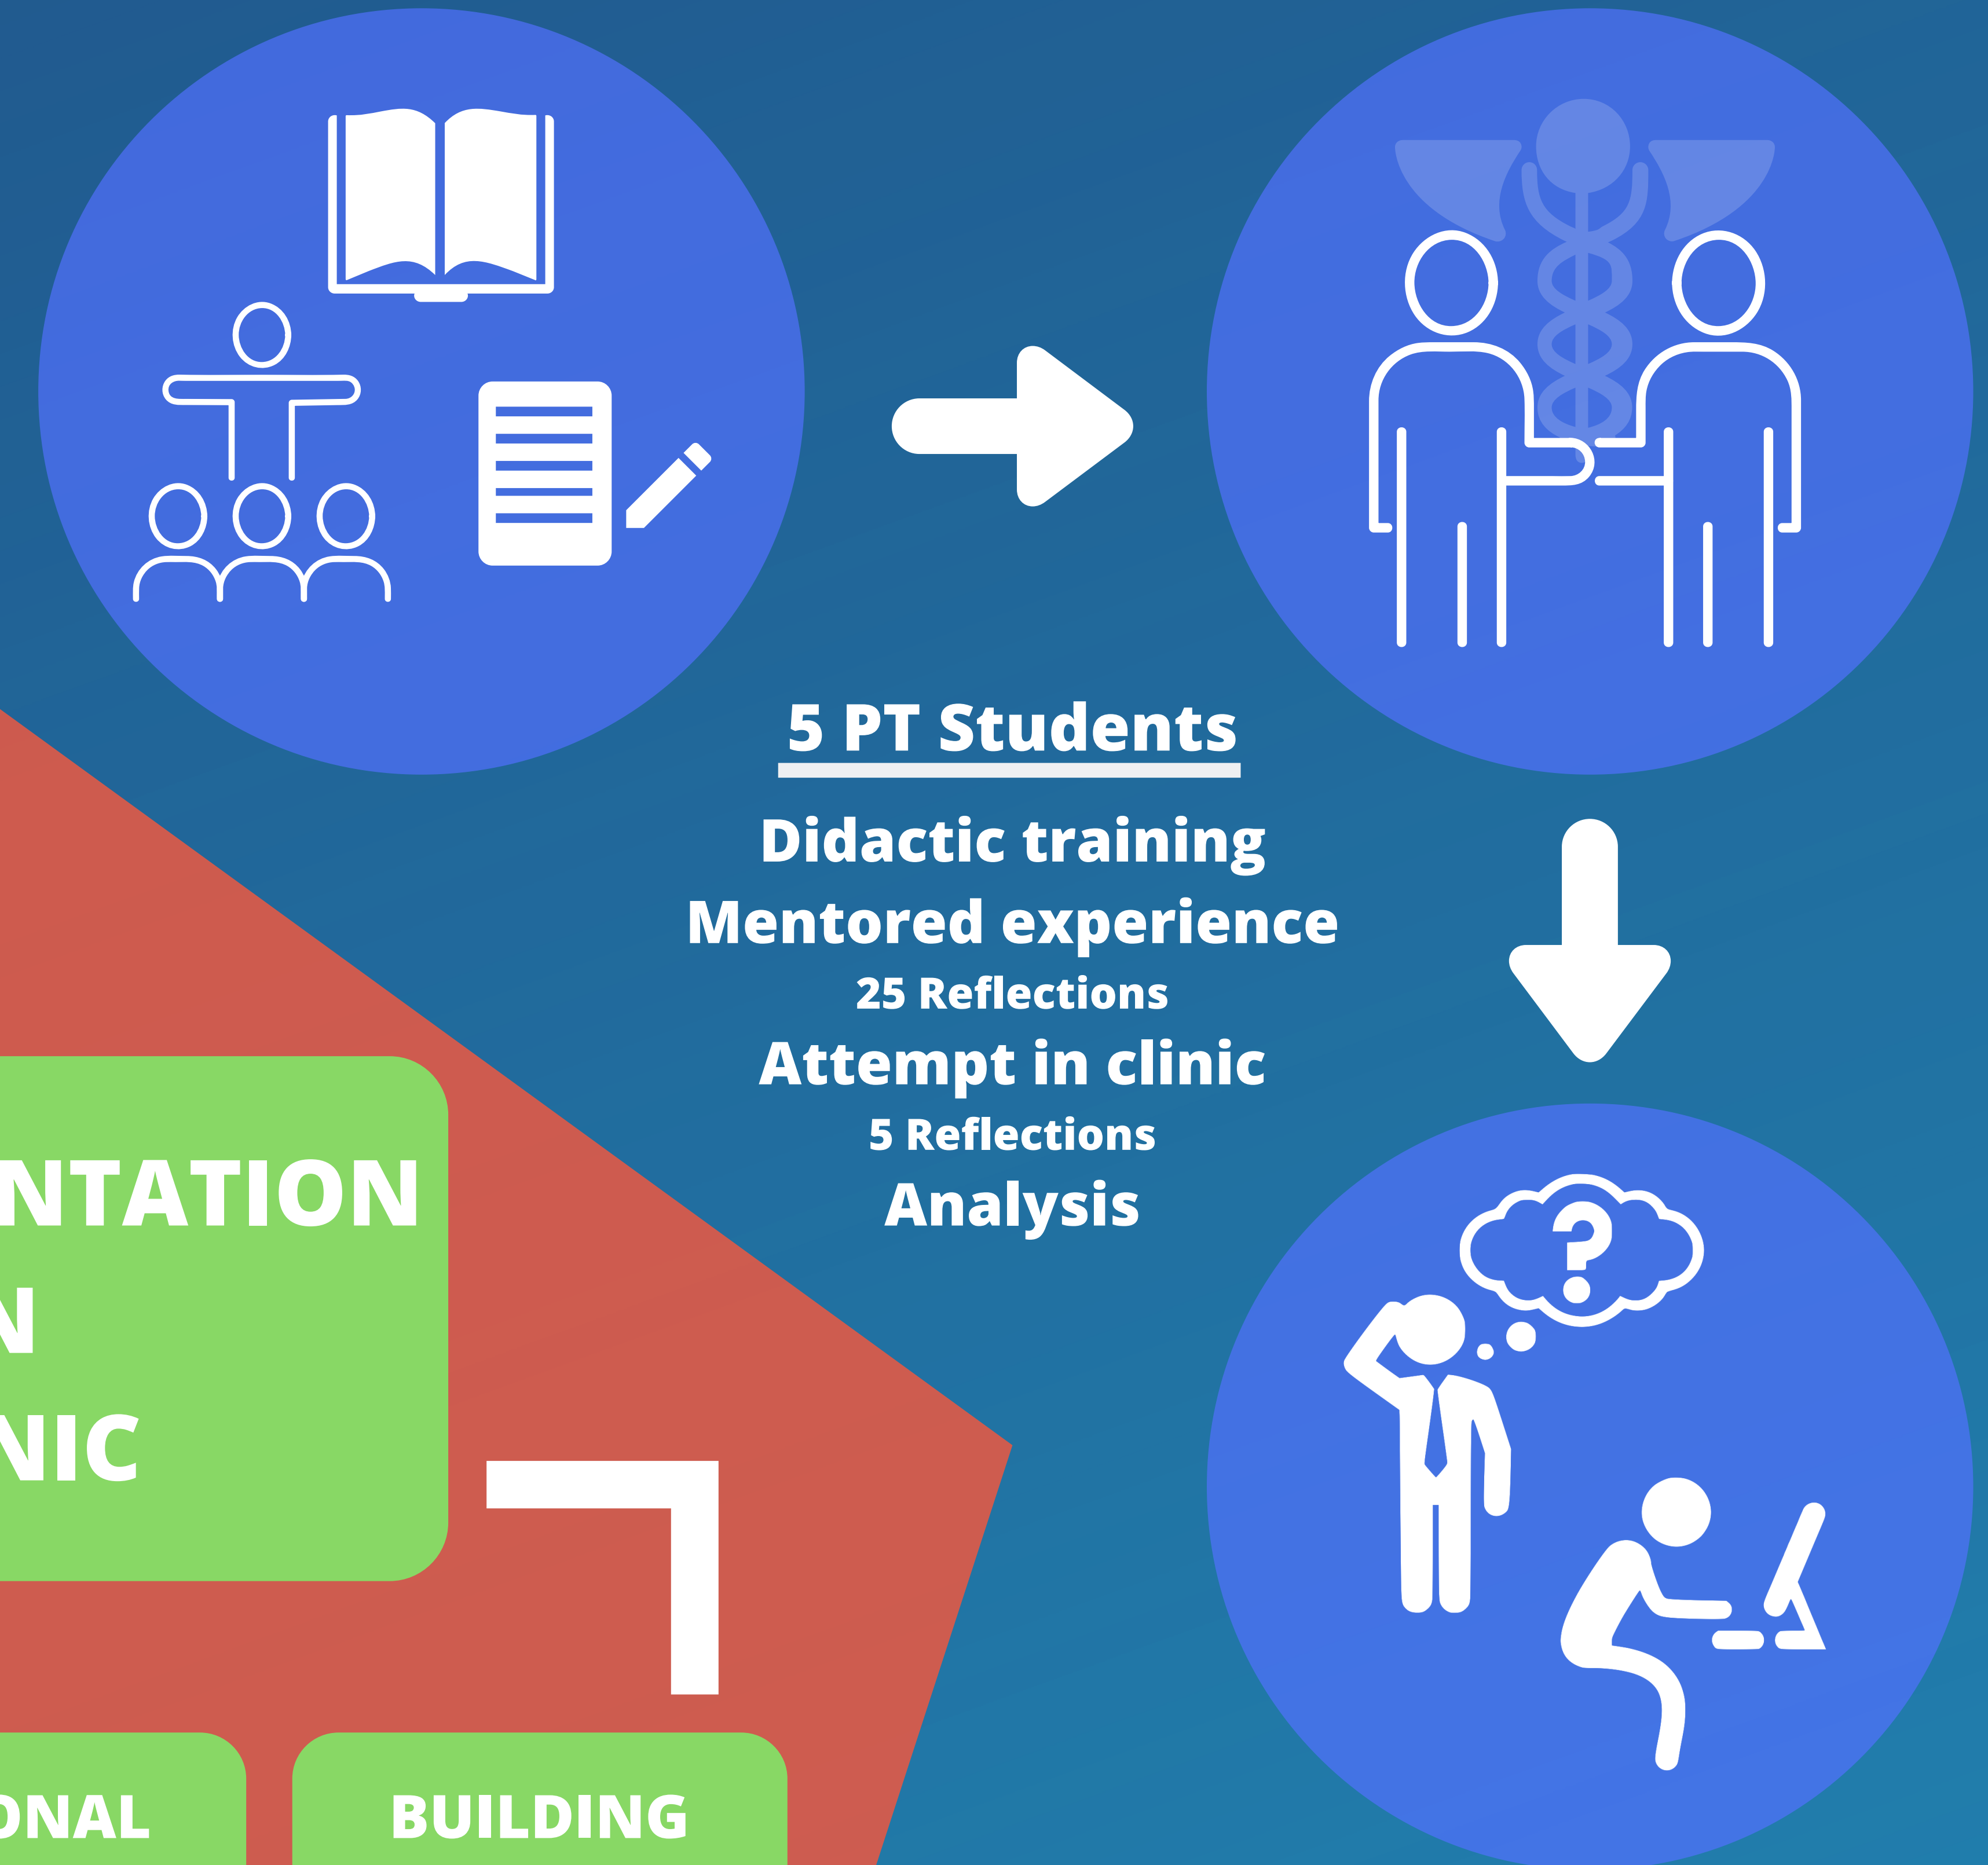 5 PT Students
Didactic training
Mentored experience
25 Reflections
Attempt in clinic
5 Reflections
Analysis
NTATION
N
NIC
ONAL
BUILDING
?